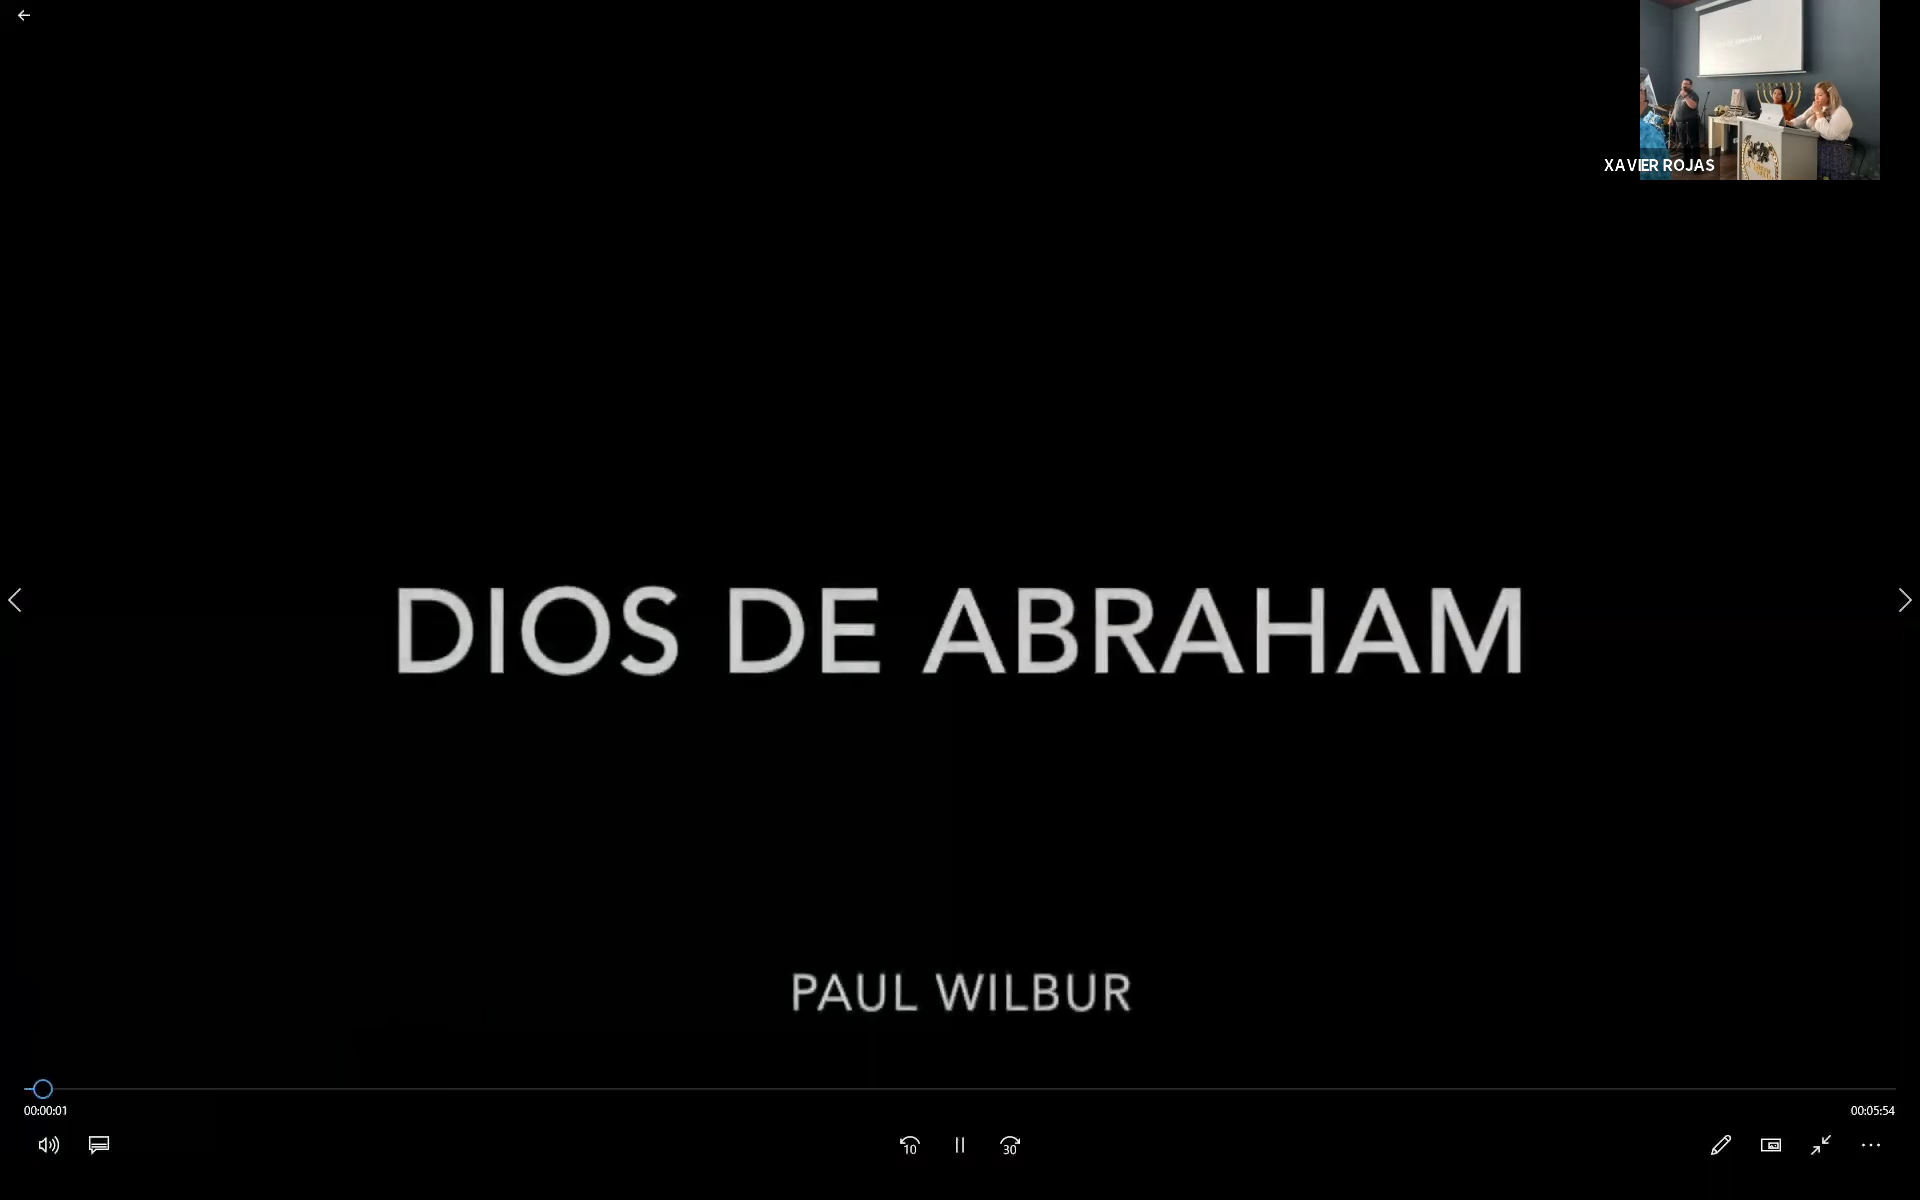 XAVIER ROJAS
DIOS DE ABRAHAM
PAUL WILBUR
00:00:01
00:05:54
10
30